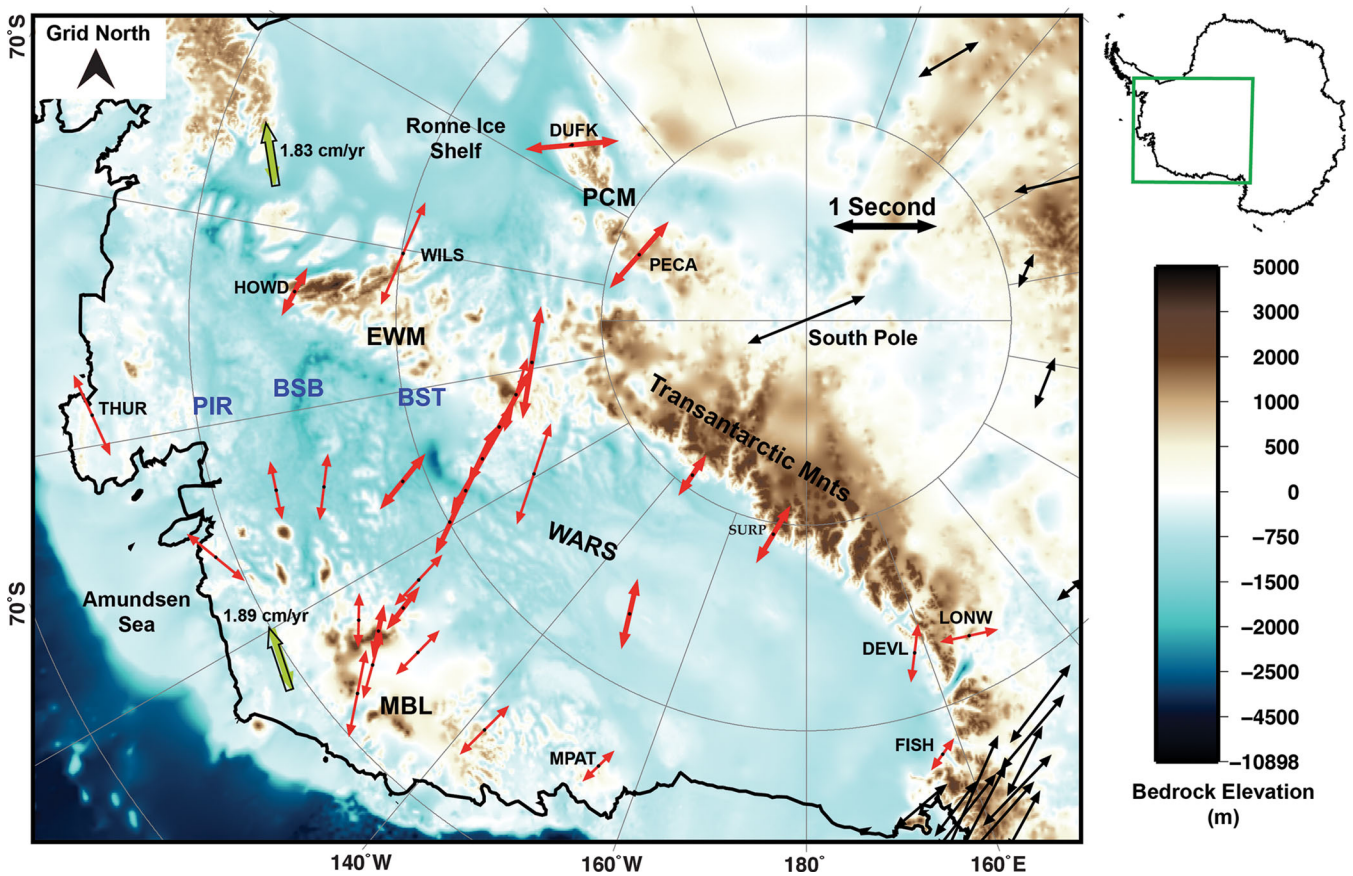 70°S
Grid North
Ronne Ice
Shelf
DUFK
1.83 cm/yr
PCM
1 Second
WILS
PECA
HOWD
EWM
South Pole
BSB
BST
PIR
THUR
Transantarctic Mnts
WARS
SURP
Amundsen
Sea
1.89 cm/yr
70°S
LONW
DEVL
MBL
FISH
MPAT
140°W
160°W
180°
160°E
5000
3000
2000
1000
500
0
−750
−1500
−2000
−2500
−4500
−10898
Bedrock Elevation
(m)